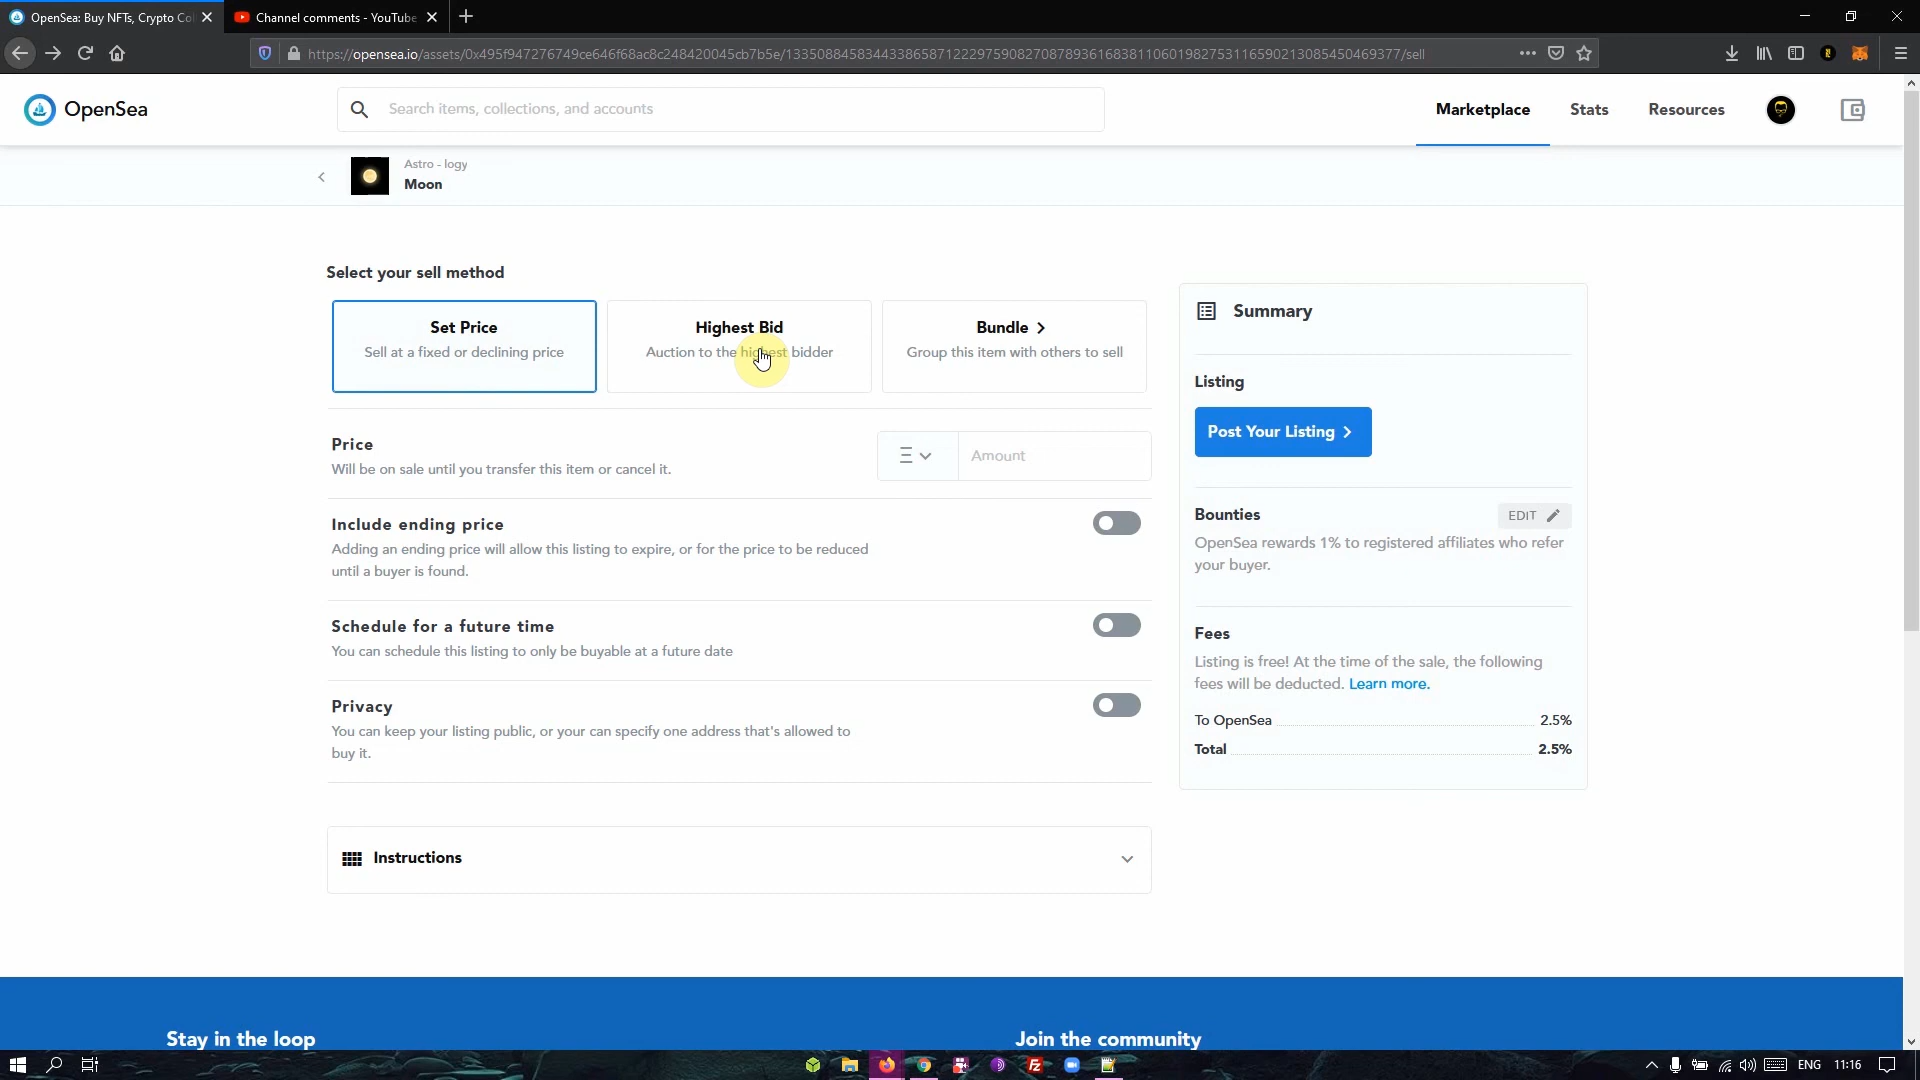 OpenSea: Buy NFTs, Crypto Co
Channel comments - YouTube
https://opensea.io/assets/0x495f947276749ce646f68ac8c248420045cb7b5e/13350884583443386587122297590827087893616838110601982753116590213085450469377/sell
OpenSea
Search items, collections, and accounts
Marketplace
Stats
Resources
Astro - logy
Moon
Select your sell method
Set Price
Sell at a fixed or declining price
Highest Bid
Auction to the highest bidder
Bundle
Group this item with others to sell
Price
Will be on sale until you transfer this item or cancel it.
Amount
Include ending price
Adding an ending price will allow this listing to expire, or for the price to be reduced
until a buyer is found.
Schedule for a future time
You can schedule this listing to only be buyable at a future date
Privacy
You can keep your listing public, or your can specify one address that's allowed to
buy it.
Instructions
Summary
Listing
Post Your Listing
Bounties
EDIT
OpenSea rewards 1% to registered affiliates who refer
your buyer.
Fees
Listing is free! At the time of the sale, the following
fees will be deducted. Learn more.
To OpenSea 2.5%
Total 2.5%
Stay in the loop
Join the community
ENG
11:16